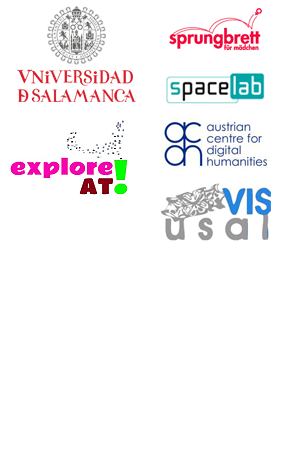 VNiVERSiDAD
D SALAMANCA
explore
AT!
sprungbrett
für mädchen
spacelab
austrian
centre for
digital
humanities
VIS
usal